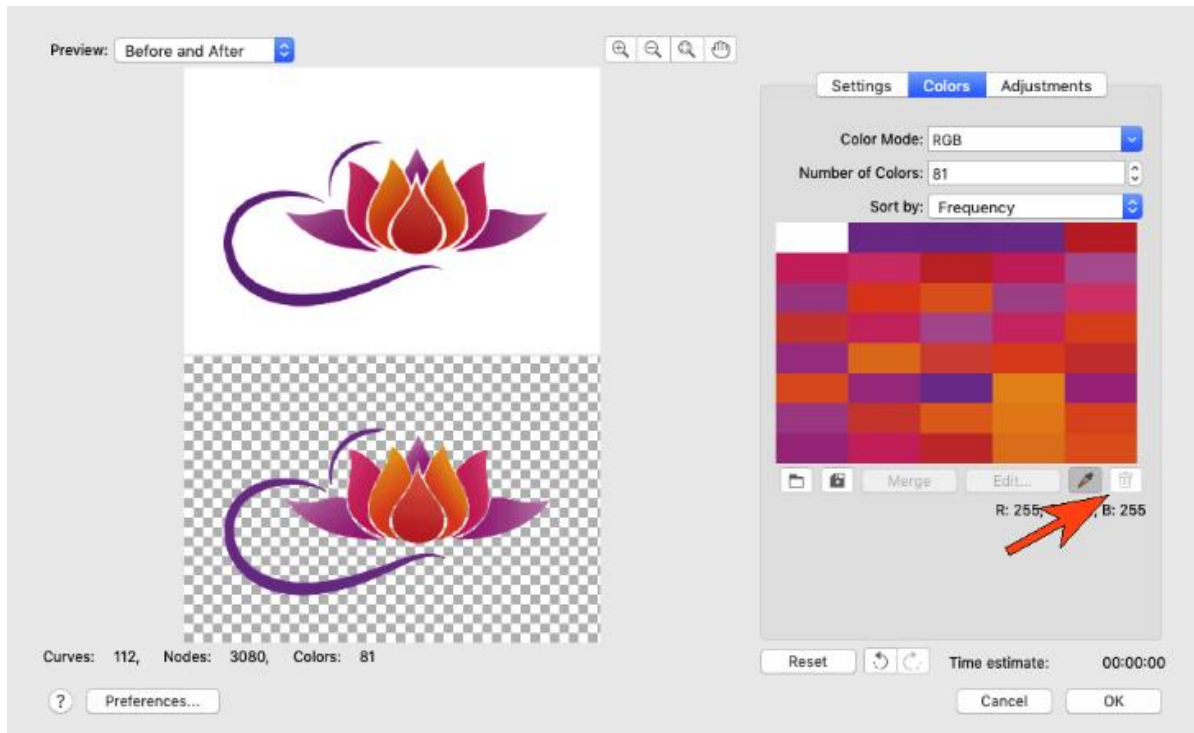 Preview: Before and After
Settings Colors Adjustments
Color Mode: RGB
Number of Colors: 81
Sort by: Frequency
Merge Edit...
R: 255, , B: 255
Curves: 112, Nodes: 3080, Colors: 81
Reset Time estimate: 00:00:00
? Preferences... Cancel OK